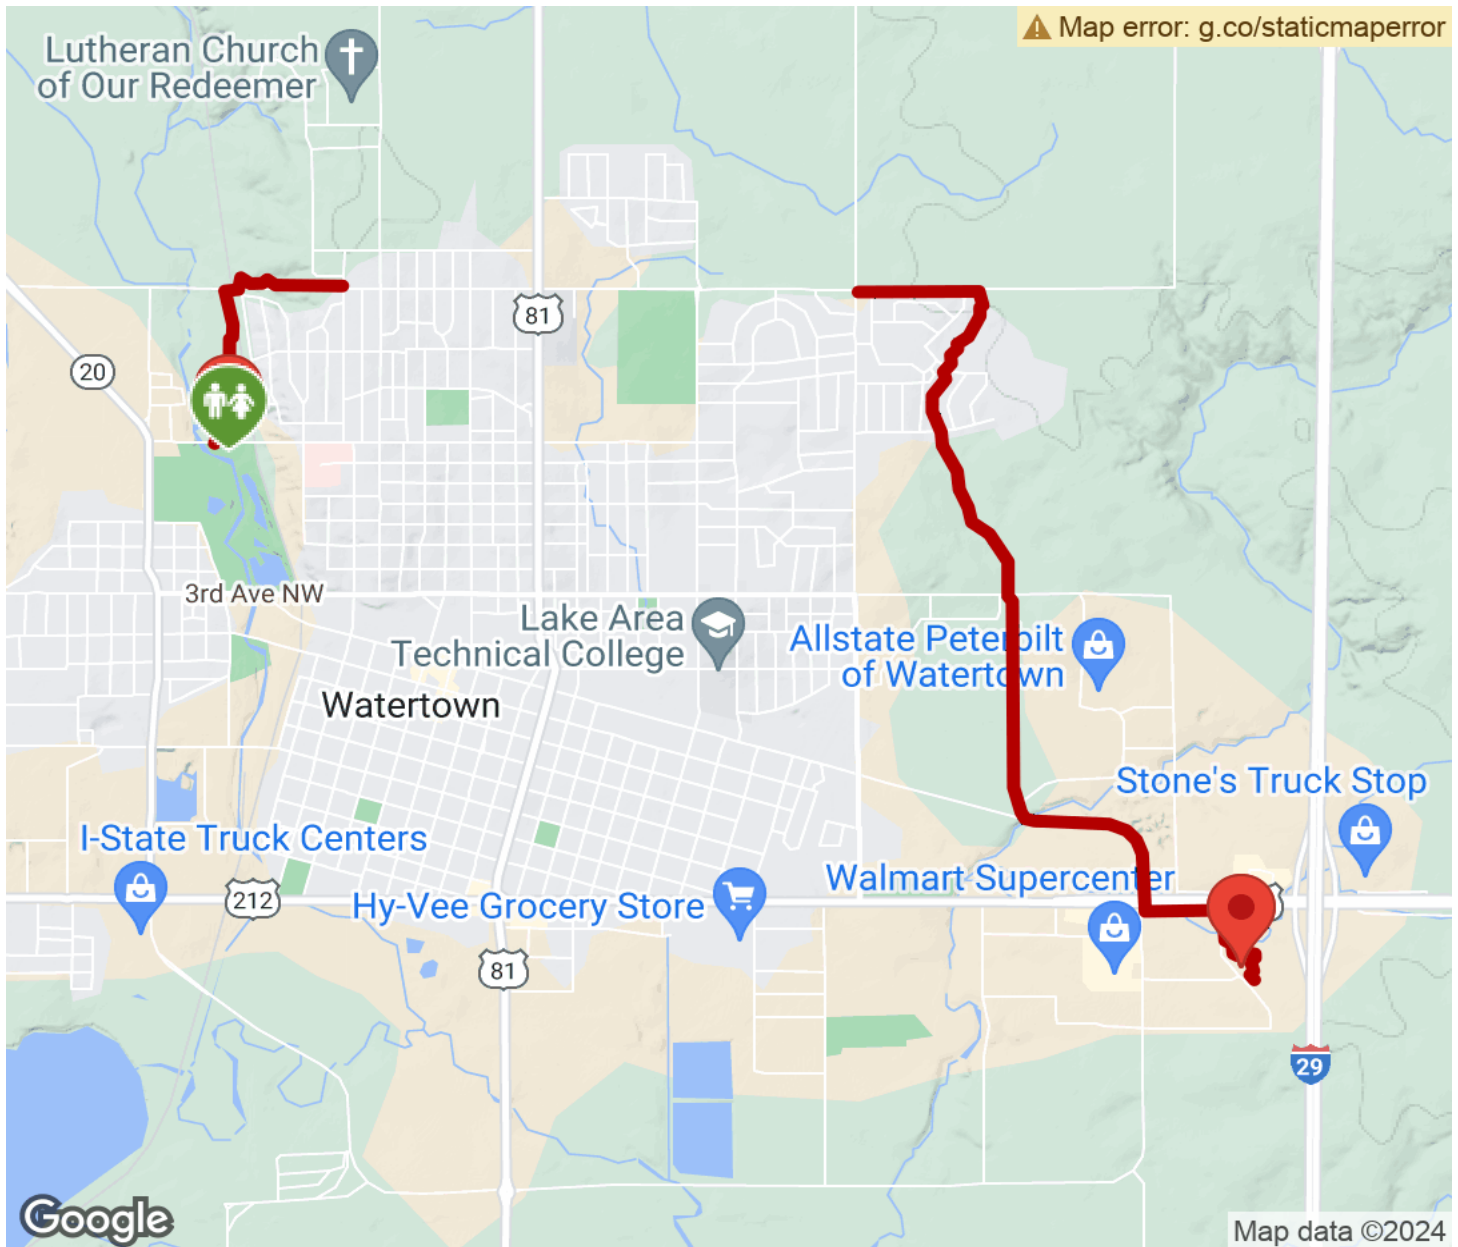 Map error: g.co/staticmaperror
Lutheran Church
of Our Redeemer
81
20
3rd Ave NW
Lake Area
Technical College
Allstate Peterbilt
of Watertown
Watertown
Stone's Truck Stop
I-State Truck Centers
Walmart Supercenter
212
Hy-Vee Grocery Store
81
29
Google
Map data ©2024